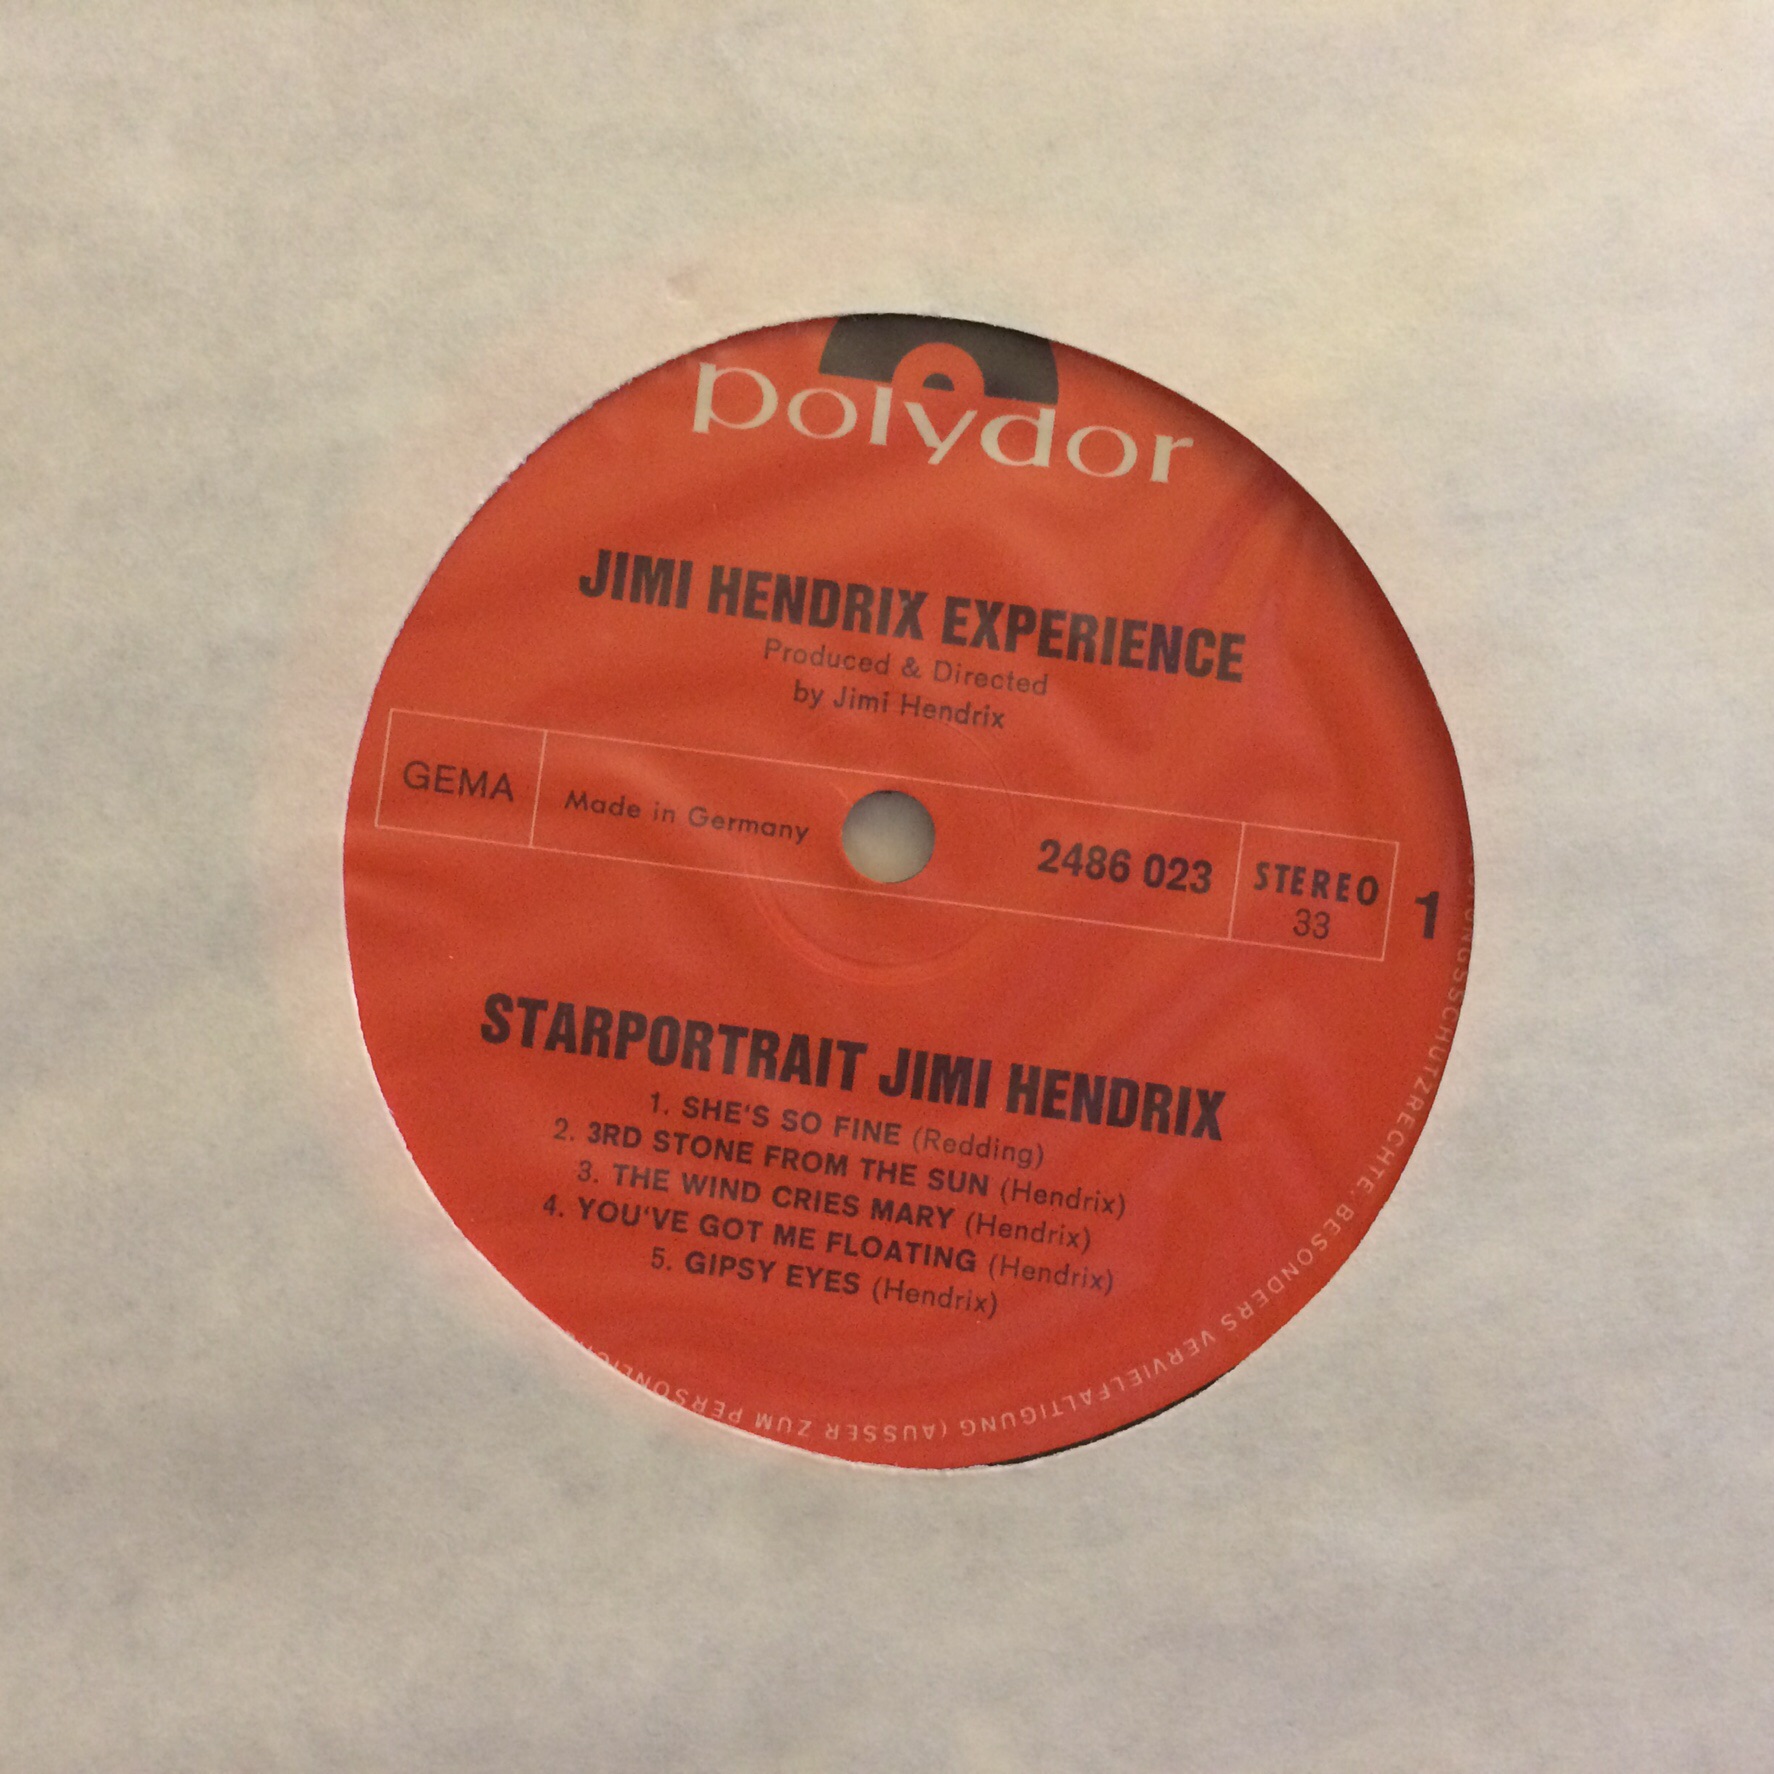 polydor
JIMI HENDRIX EXPERIENCE
Produced & Directed
by Jimi Hendrix
GEMA
Made in Germany
2486 023
STEREO
33
1
STARPORTRAIT JIMI HENDRIX
1. SHE'S SO FINE (Redding)
2. 3RD STONE FROM THE SUN (Hendrix)
3. THE WIND CRIES MARY (Hendrix)
4. YOU'VE GOT ME FLOATING (Hendrix)
5. GIPSY EYES (Hendrix)
BESONDERS VERVIELFÄLTIGUNG (AUSSER ZUM